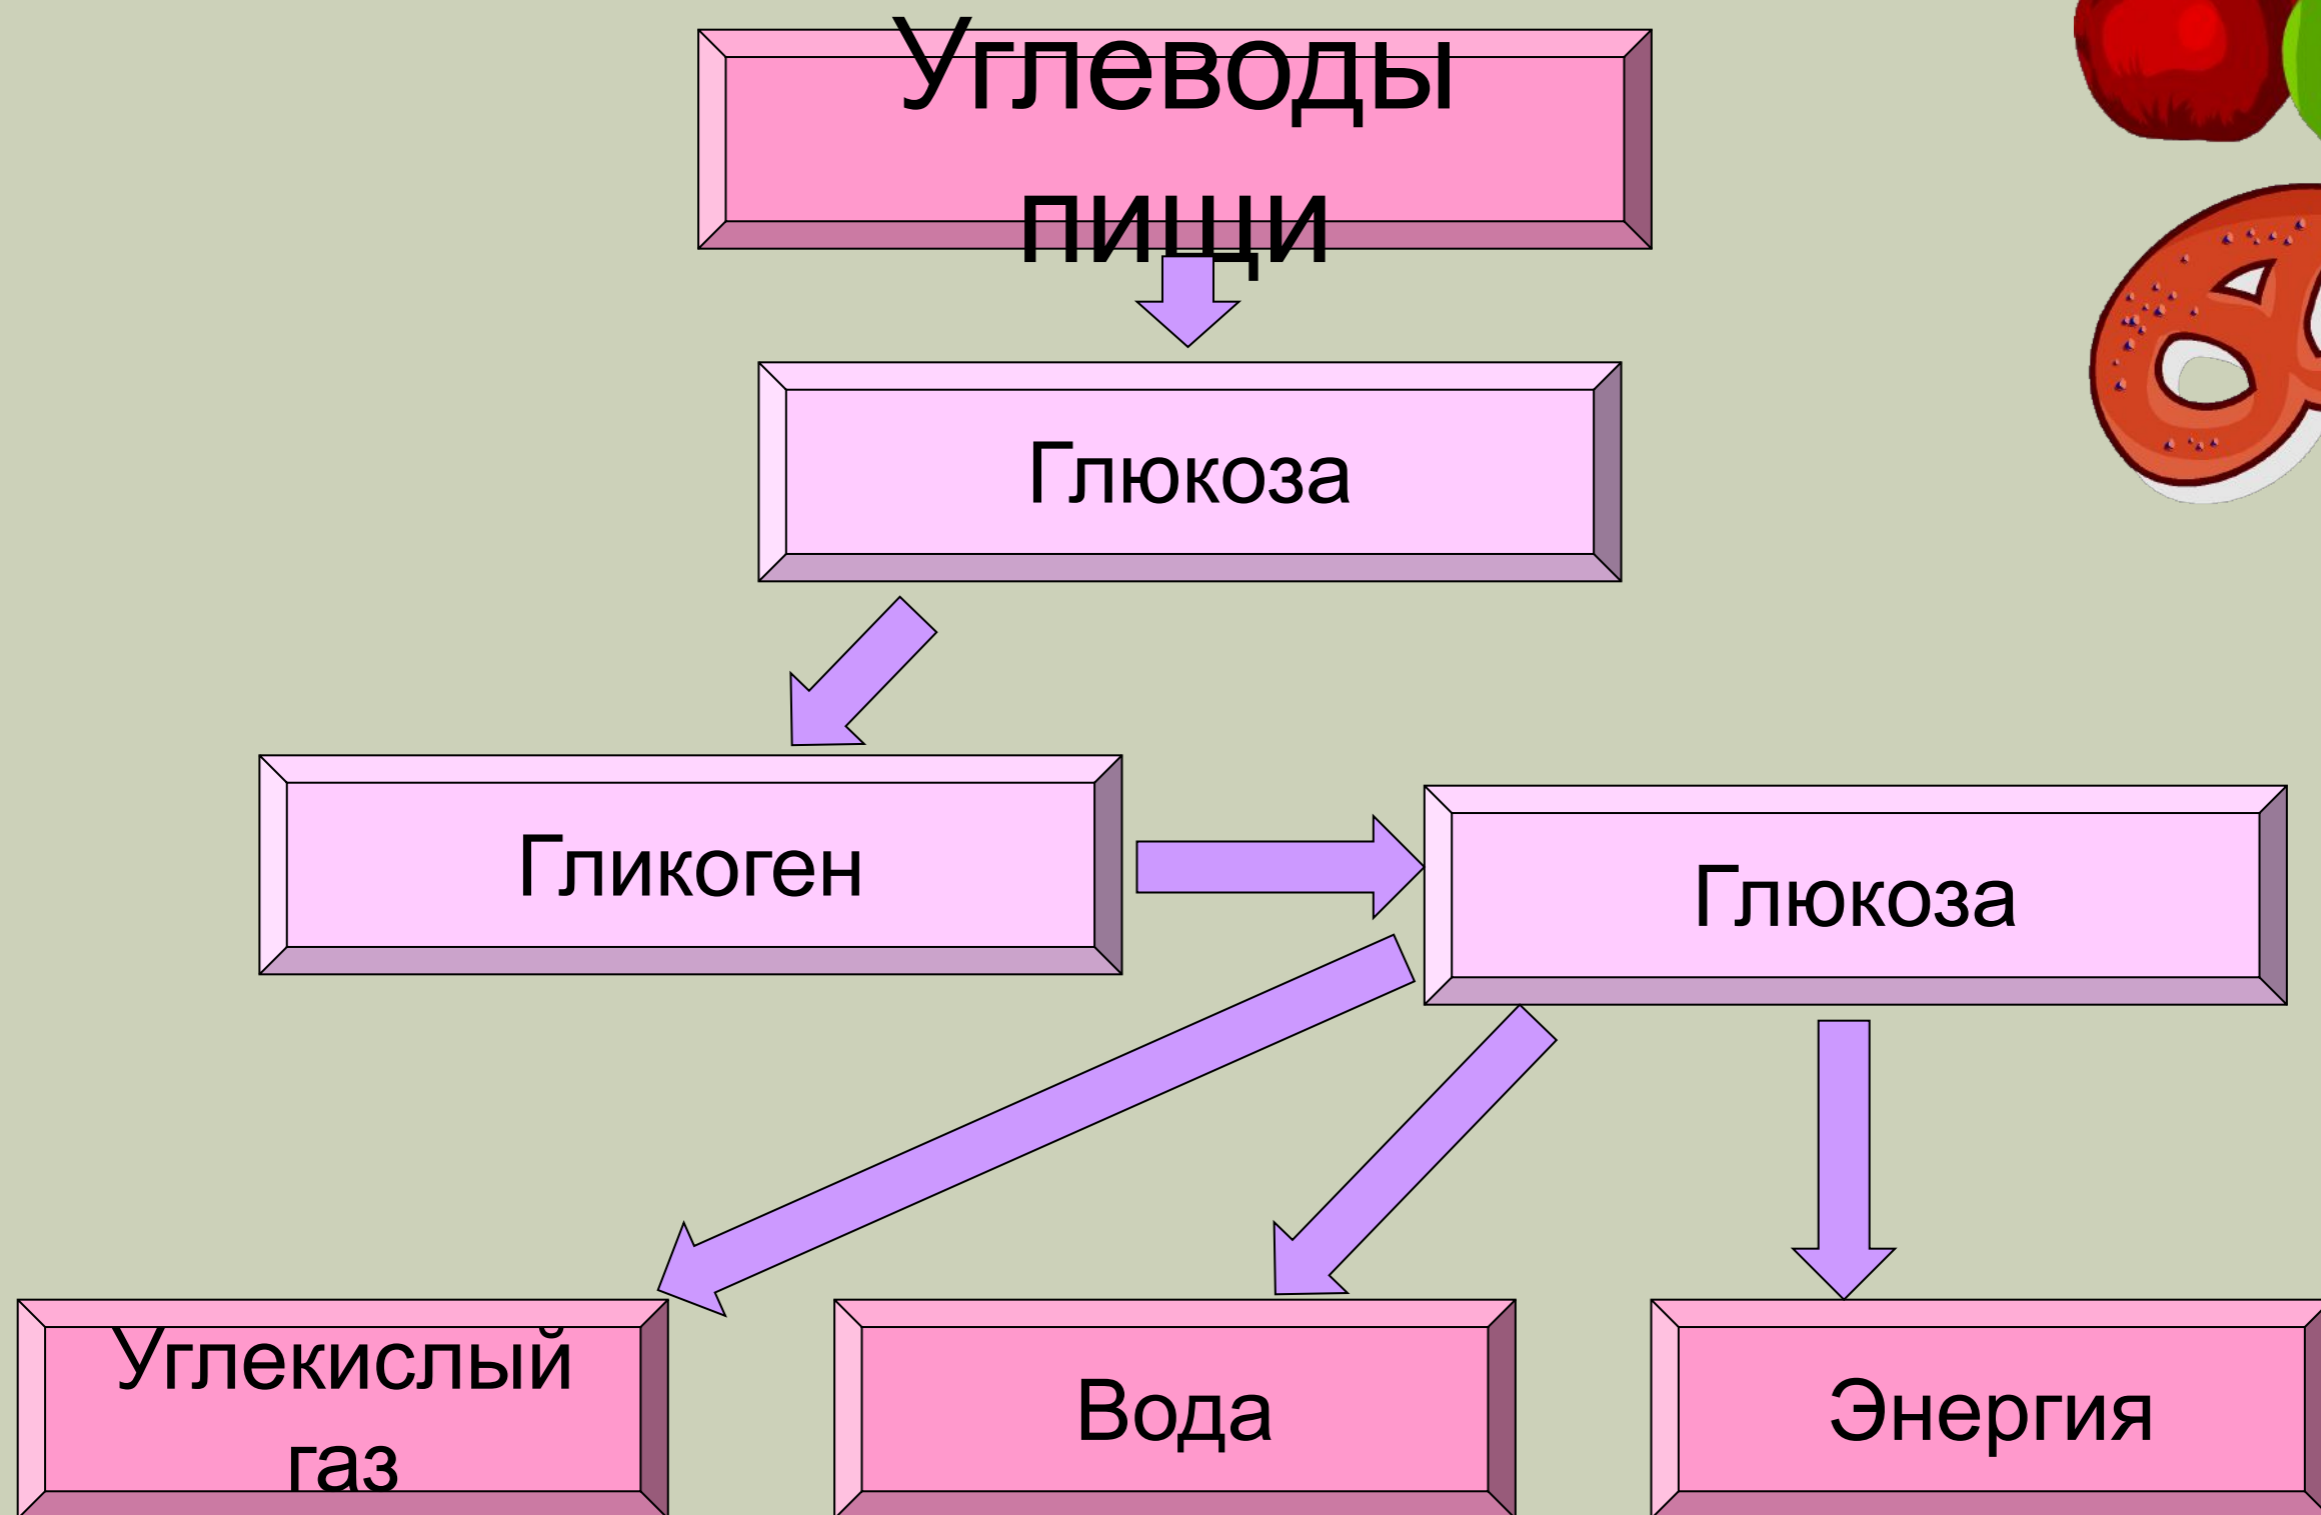 Углеводы
пищи
Глюкоза
Гликоген
Глюкоза
Углекислый
газ
Вода
Энергия